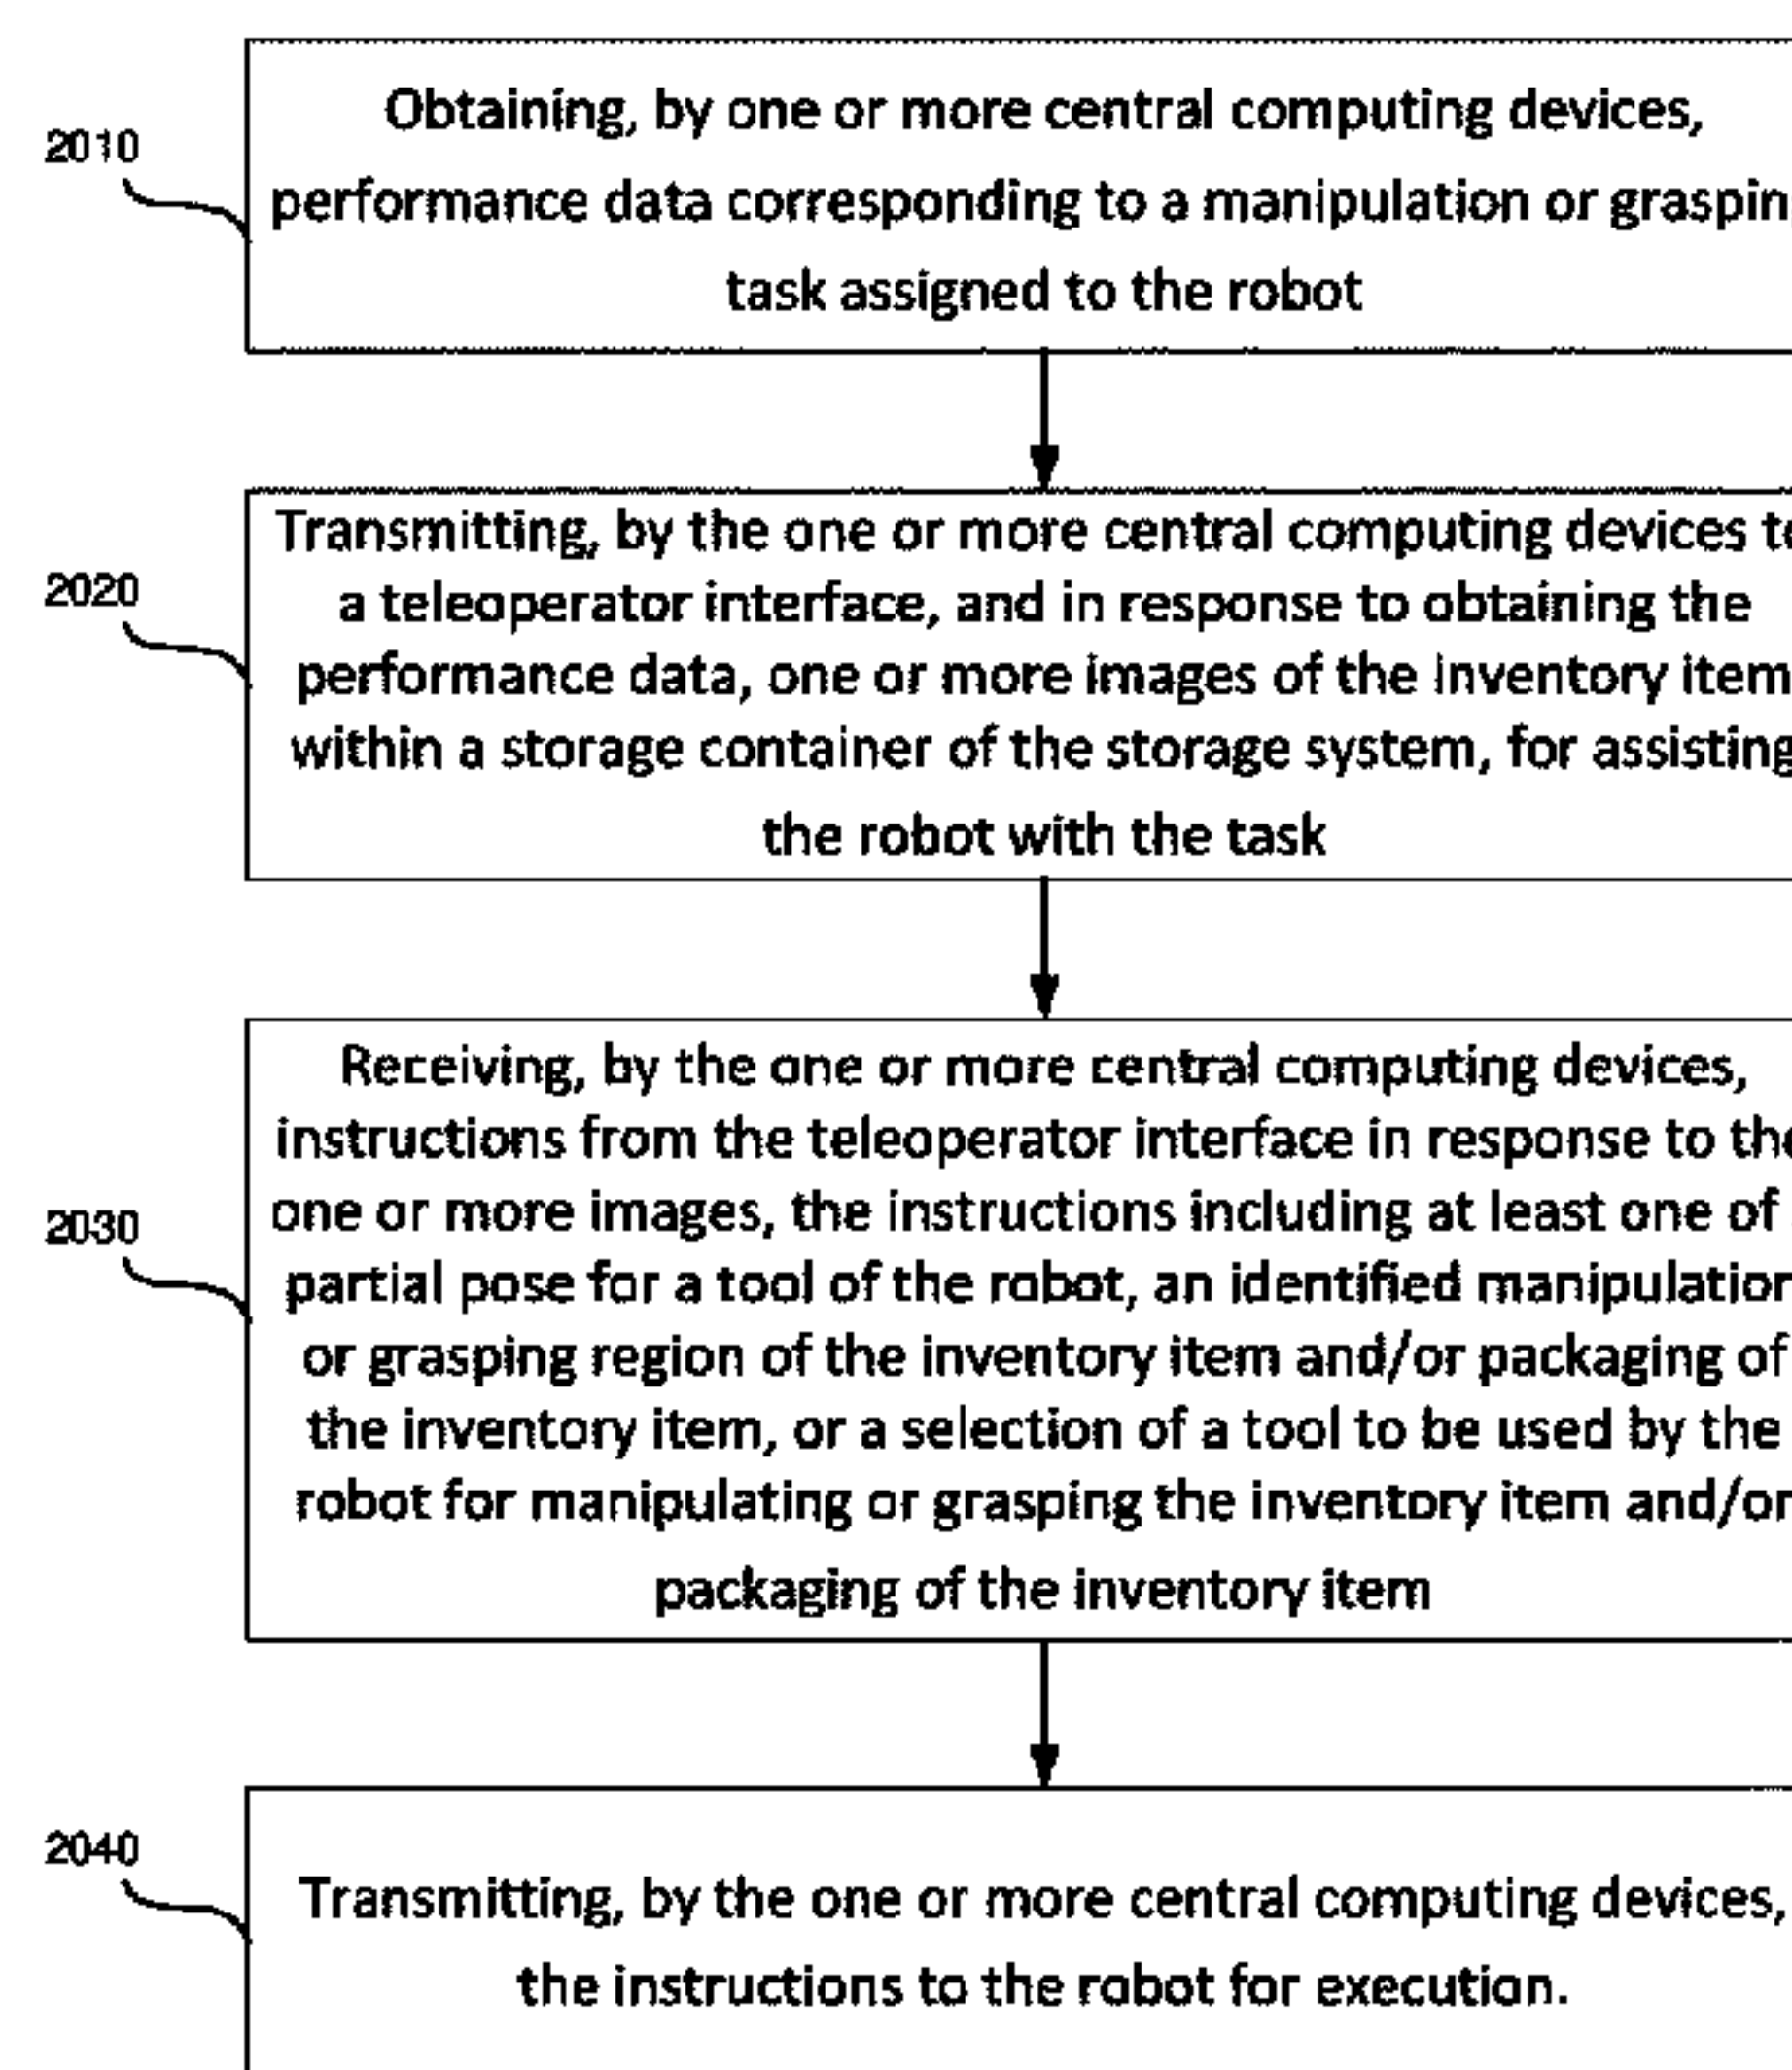 2010
Obtaining, by one or more central computing devices,
performance data corresponding to a manipulation or graspin
task assigned to the robot
2020
Transmitting, by the one or more central computing devices to
a teleoperator interface, and in response to obtaining the
performance data, one or more images of the inventory item
within a storage container of the storage system, for assisting
the robot with the task
2030
Receiving, by the one or more central computing devices,
instructions from the teleoperator interface in response to the
one or more images, the instructions including at least one of
partial pose for a tool of the robot, an identified manipulation
or grasping region of the inventory item and/or packaging of
the inventory item, or a selection of a tool to be used by the
robot for manipulating or grasping the inventory item and/or
packaging of the inventory item
2040
Transmitting, by the one or more central computing devices,
the instructions to the robot for execution.